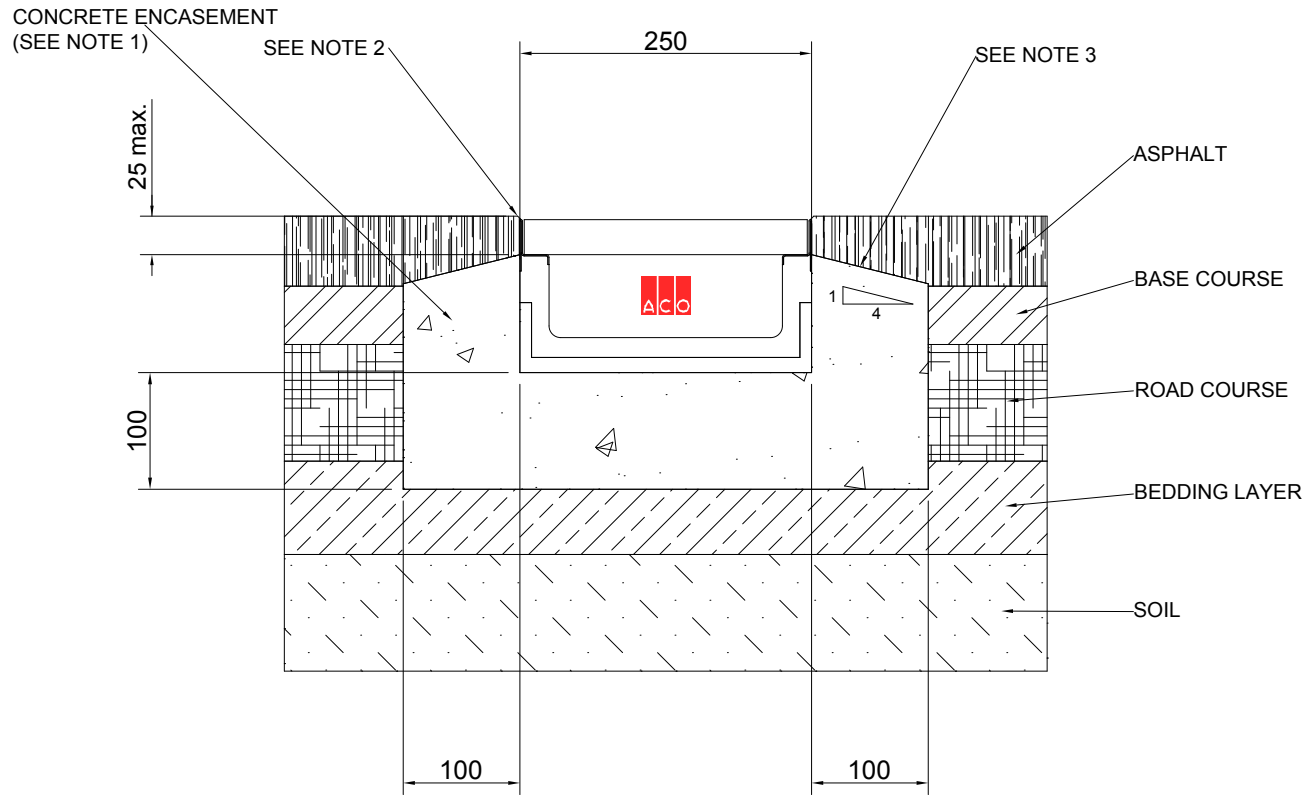 CONCRETE ENCASEMENT
(SEE NOTE 1)
SEE NOTE 2
250
SEE NOTE 3
25 max.
ASPHALT
BASE COURSE
ACO
1
4
100
ROAD COURSE
BEDDING LAYER
SOIL
100
100